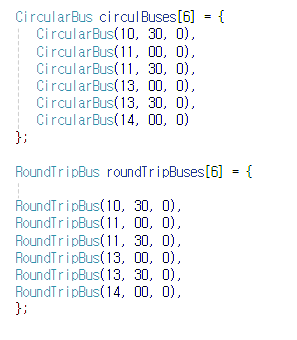 CircularBus circulBuses[6] = {
CircularBus(10, 30, 0),
CircularBus(11, 00, 0),
CircularBus(11, 30, 0),
CircularBus(13, 00, 0),
CircularBus(13, 30, 0),
CircularBus(14, 00, 0)
};
RoundTripBus roundTripBuses[6] = {
RoundTripBus(10, 30, 0),
RoundTripBus(11, 00, 0),
RoundTripBus(11, 30, 0),
RoundTripBus(13, 00, 0),
RoundTripBus(13, 30, 0),
RoundTripBus(14, 00, 0),
};